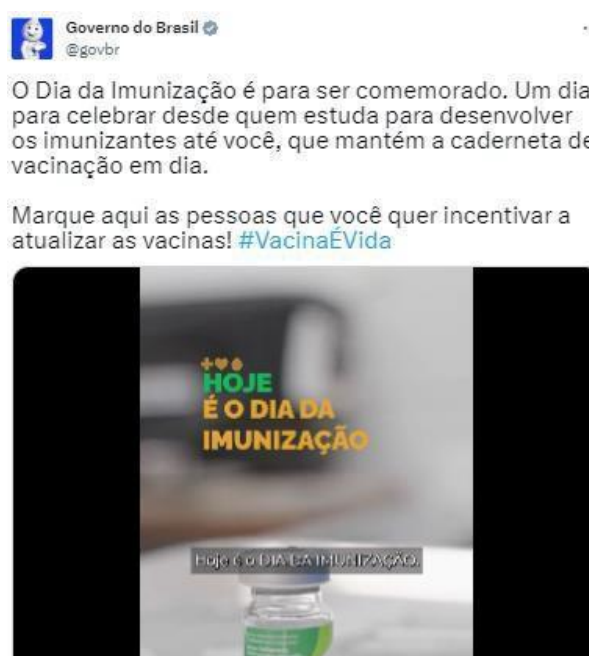 Governo do Brasil
@govbr
O Dia da Imunização é para ser comemorado. Um dia
para celebrar desde quem estuda para desenvolver
os imunizantes até você, que mantém a caderneta de
vacinação em dia.
Marque aqui as pessoas que você quer incentivar a
atualizar as vacinas! #VacinaÉVida
HOJE
É O DIA DA
IMUNIZAÇÃO
Hoje é o DIA DA IMUNIZAÇÃO.